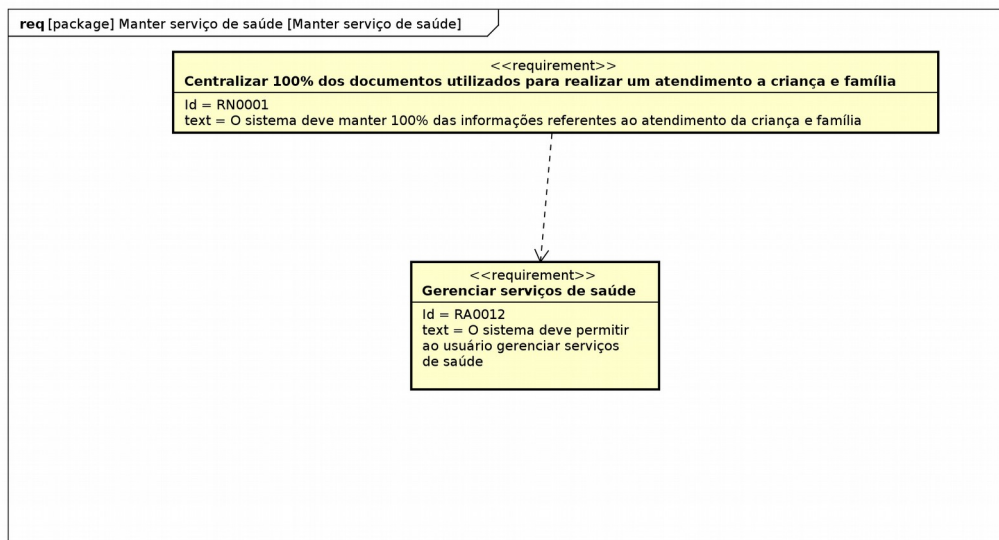 req [package] Manter serviço de saúde [Manter serviço de saúde]
<<requirement>>
Centralizar 100% dos documentos utilizados para realizar um atendimento a criança e família
Id = RN0001
text = O sistema deve manter 100% das informações referentes ao atendimento da criança e família
<<requirement>>
Gerenciar serviços de saúde
Id = RA0012
text = O sistema deve permitir
ao usuário gerenciar serviços
de saúde